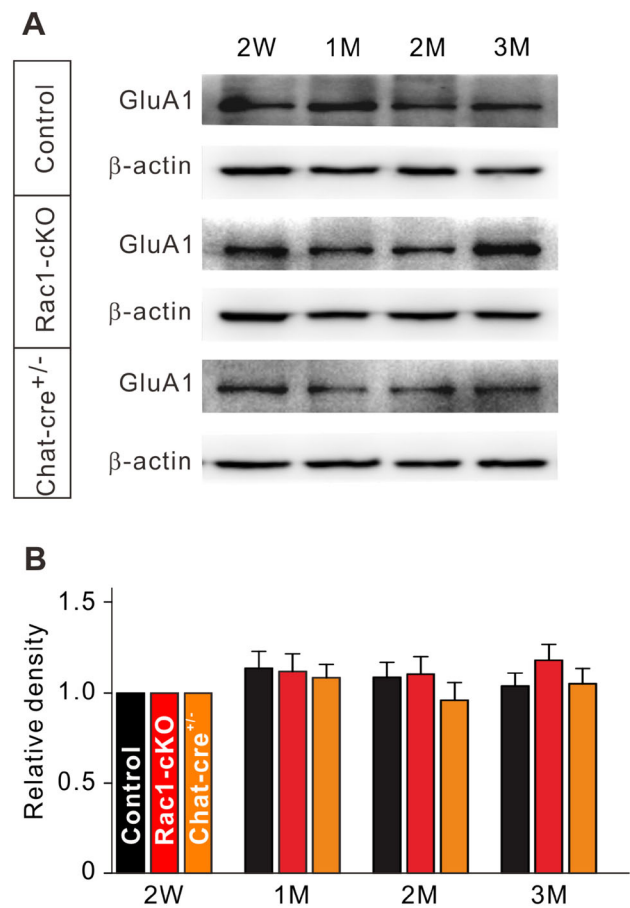 A
2W 1M 2M 3M
Control
GluA1
β-actin
Rac1-cKO
GluA1
β-actin
Chat-cre+/-
GluA1
β-actin
B
Relative density
1.5
1.0
0.5
0
Control
Rac1-cKO
Chat-cre+/-
2W 1M 2M 3M